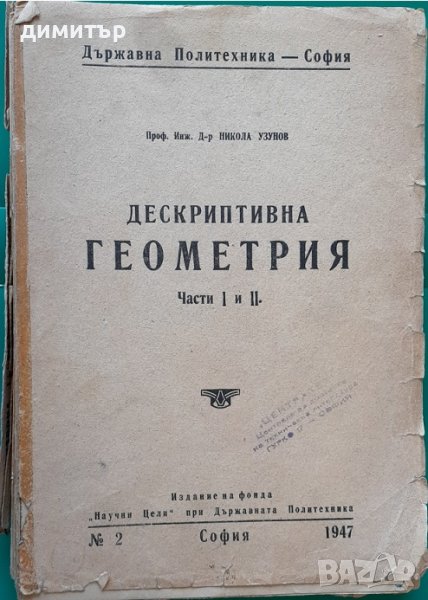 димитър
Държавна Политехника — София
Проф. Инж. Д-р НИКОЛА УЗУНОВ
ДЕСКРИПТИВНА
ГЕОМЕТРИЯ
Части I и II.
Издание на фонда
„Научни Цели" при Държавната Политехника
№ 2 София 1947
BAZAR